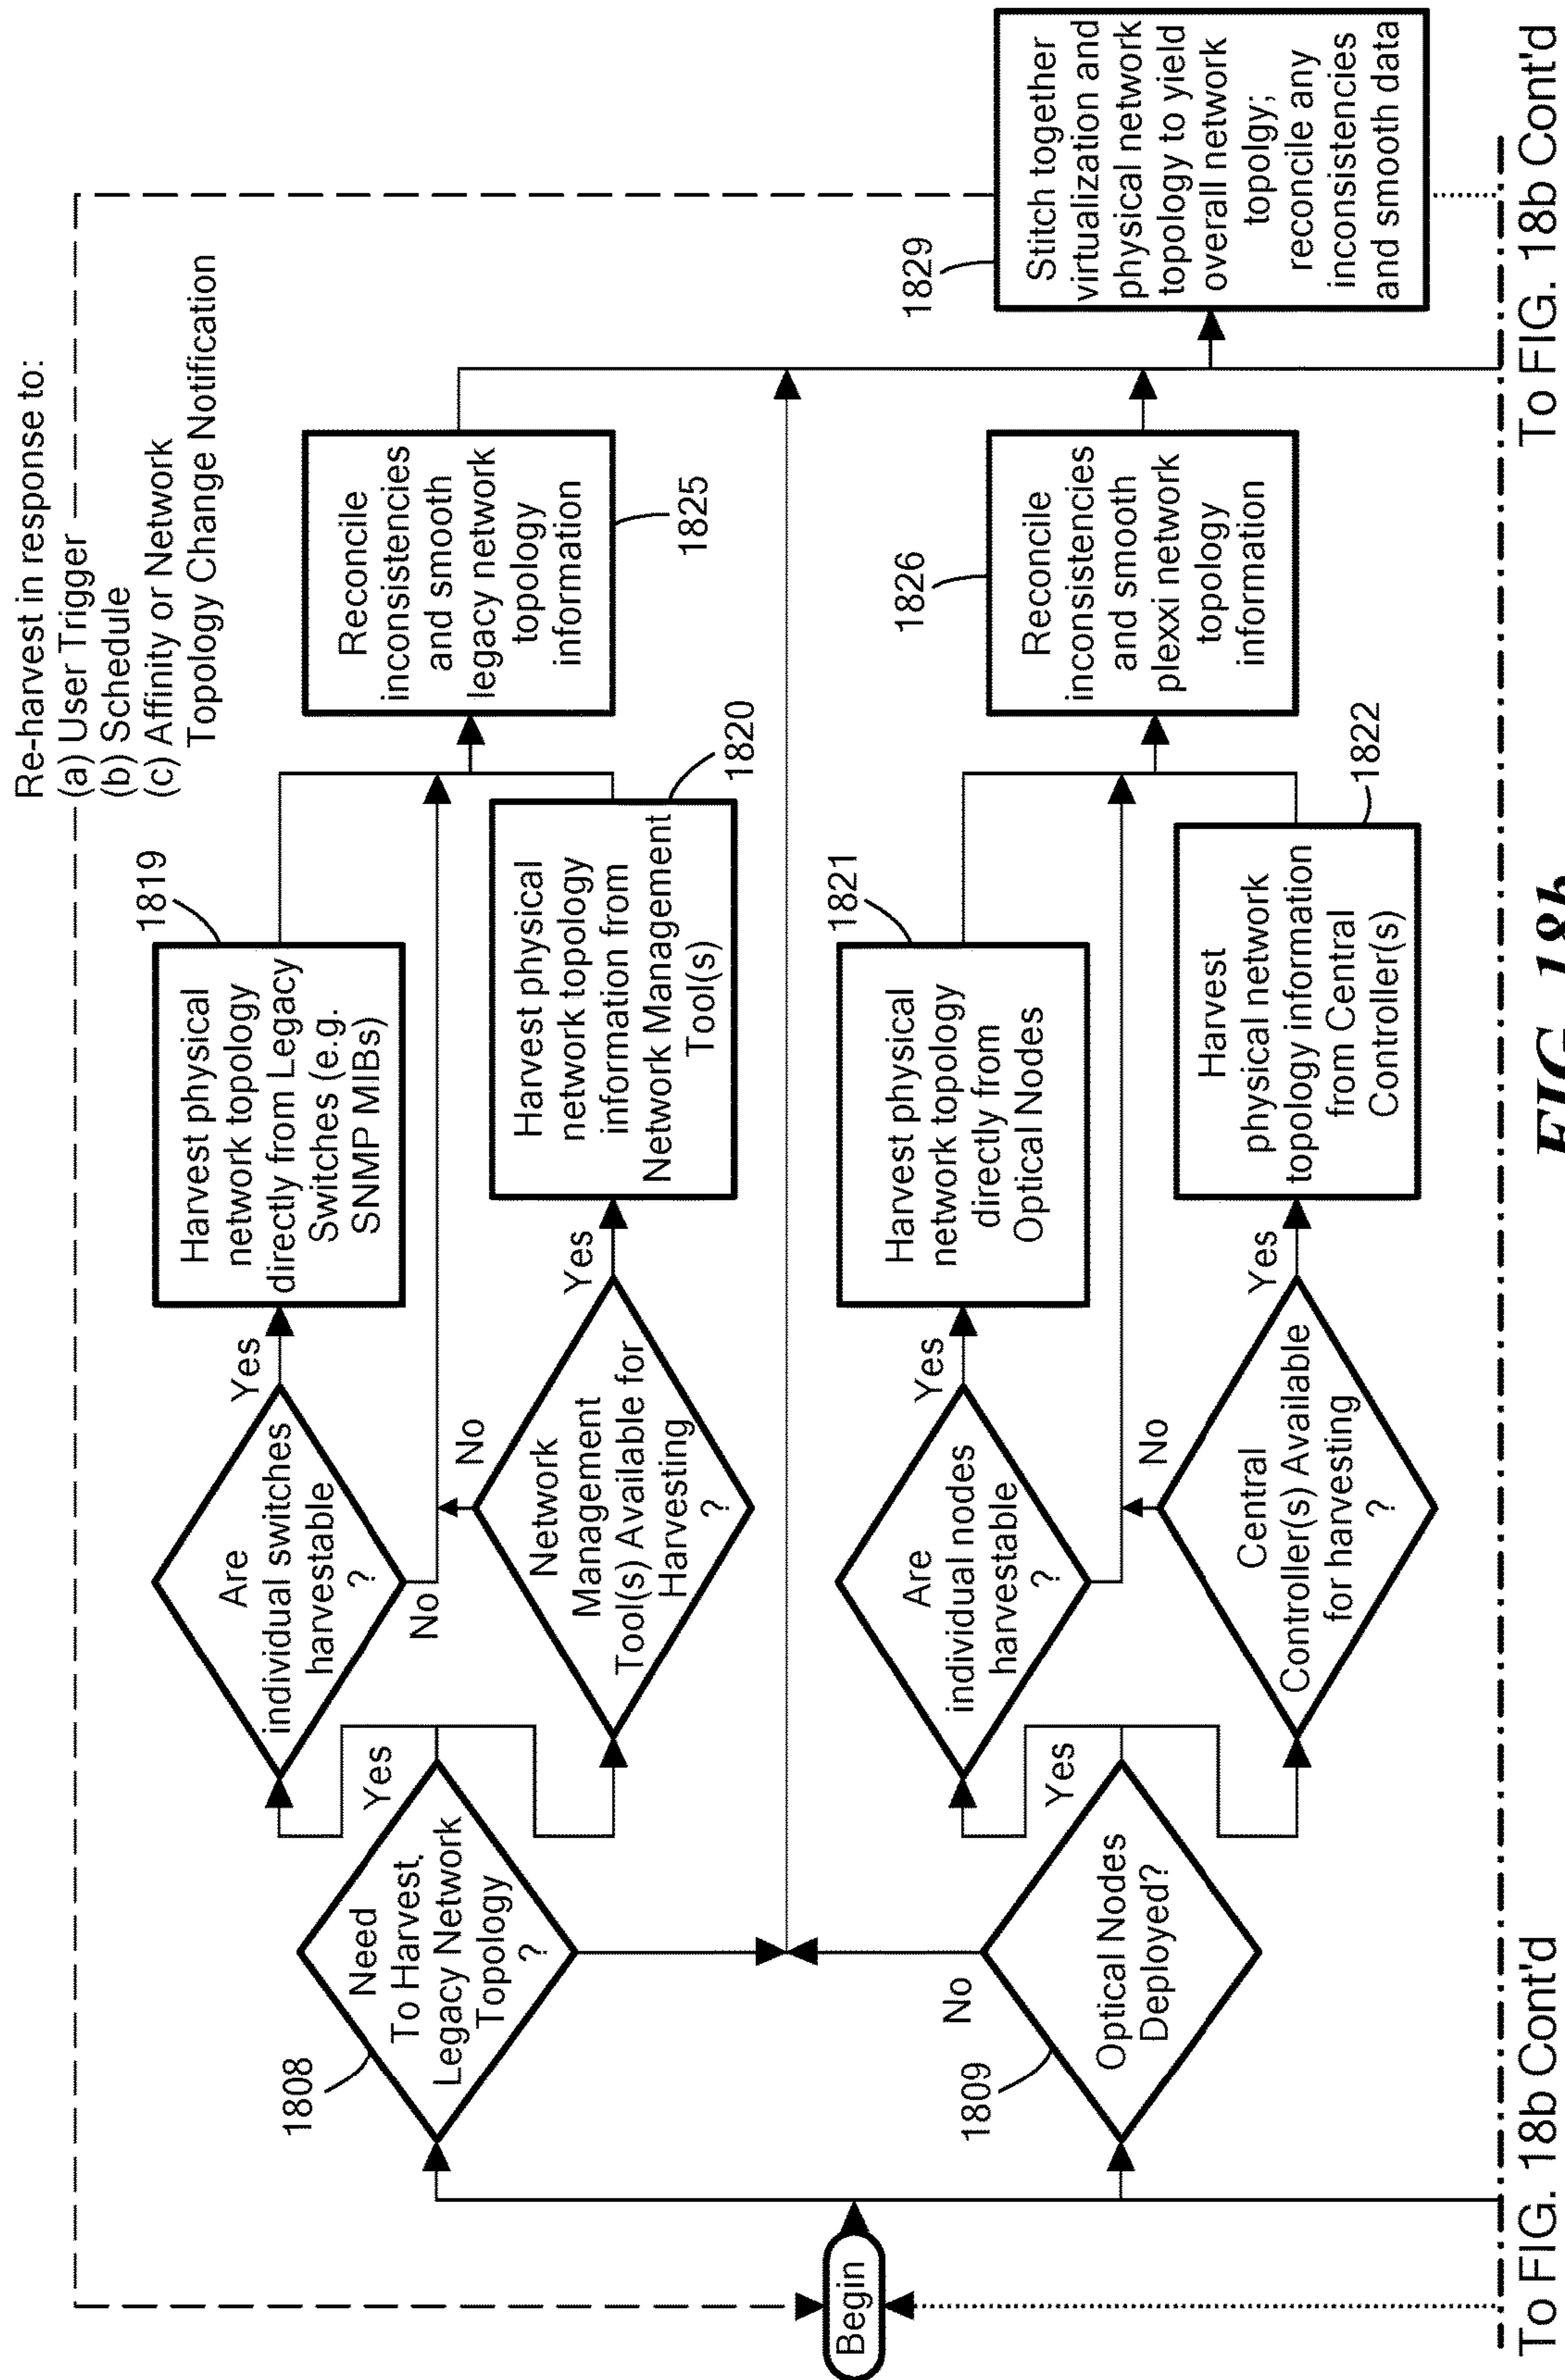 Re-harvest in response to:
(a) User Trigger
(b) Schedule
(c) Affinity or Network
Topology Change Notification
Begin
1808
Need
To Harvest.
Legacy Network
Topology
?
Yes
Are
individual switches
harvestable
?
Yes
No
1819
Harvest physical
network topology
directly from Legacy
Switches (e.g.
SNMP MIBs)
Network
Management
Tool(s) Available for
Harvesting
?
No
Yes
1820
Harvest physical
network topology
information from
Network Management
Tool(s)
1825
Reconcile
inconsistencies
and smooth
legacy network
topology
information
1809
Optical Nodes
Deployed?
No
Yes
Are
individual nodes
harvestable
?
Yes
1821
Harvest physical
network topology
directly from
Optical Nodes
Central
Controller(s) Available
for harvesting
?
No
Yes
1822
Harvest
physical network
topology information
from Central
Controller(s)
1826
Reconcile
inconsistencies
and smooth
plexxi network
topology
information
1829
Stitch together
virtualization and
physical network
topology to yield
overall network
topolgy;
reconcile any
inconsistencies
and smooth data
To FIG. 18b Cont'd
To FIG. 18b Cont'd
FIG. 18b